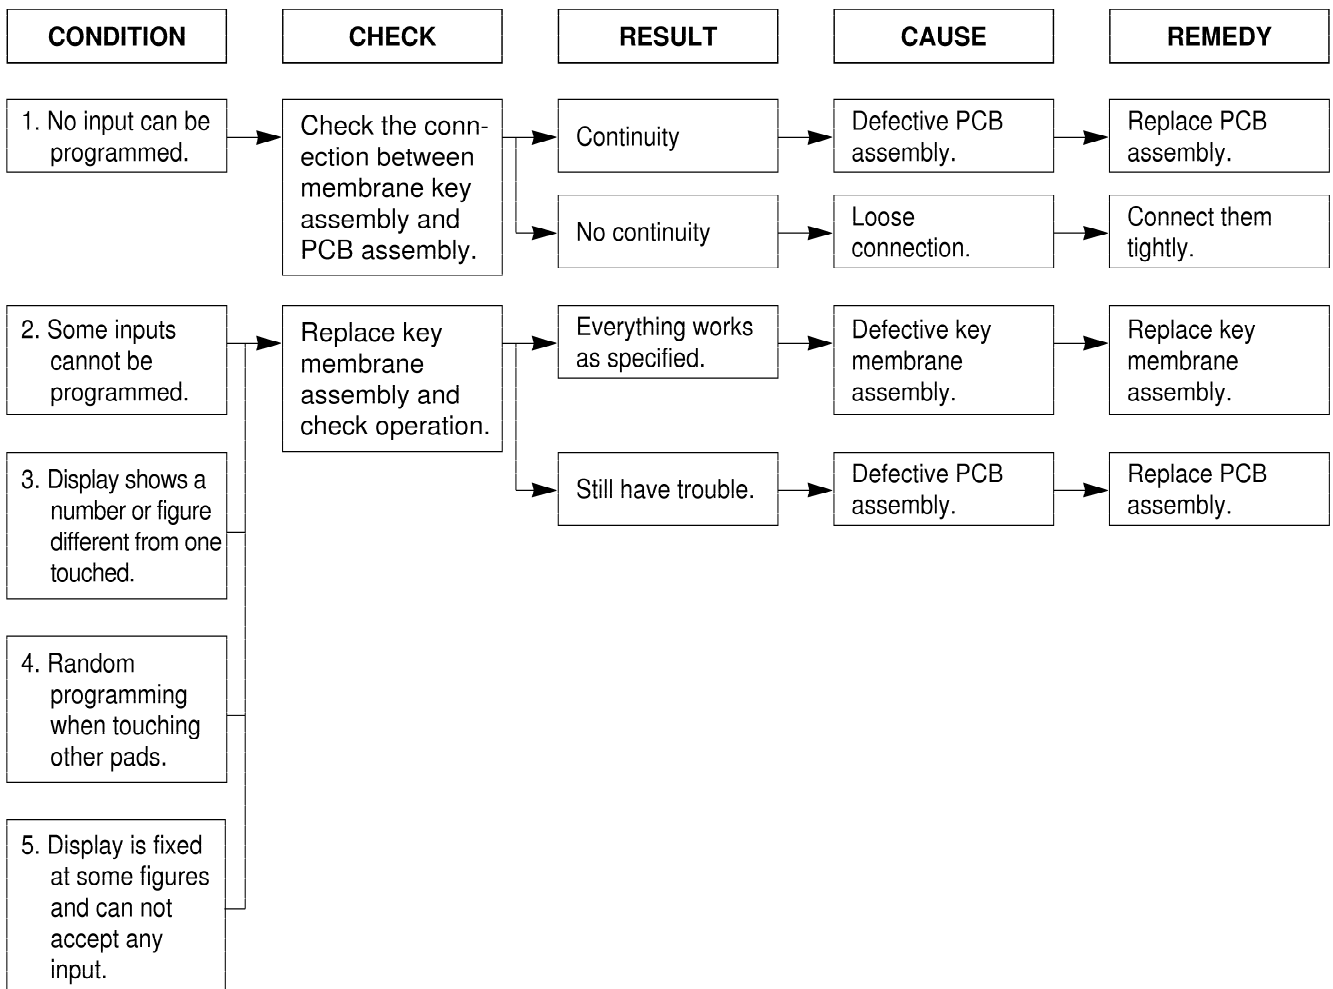 CONDITION
CHECK
RESULT
CAUSE
REMEDY
1. No input can be
programmed.
Check the conn-
ection between
membrane key
assembly and
PCB assembly.
Continuity
Defective PCB
assembly.
Replace PCB
assembly.
No continuity
Loose
connection.
Connect them
tightly.
2. Some inputs
cannot be
programmed.
Replace key
membrane
assembly and
check operation.
Everything works
as specified.
Defective key
membrane
assembly.
Replace key
membrane
assembly.
3. Display shows a
number or figure
different from one
touched.
Still have trouble.
Defective PCB
assembly.
Replace PCB
assembly.
4. Random
programming
when touching
other pads.
5. Display is fixed
at some figures
and can not
accept any
input.